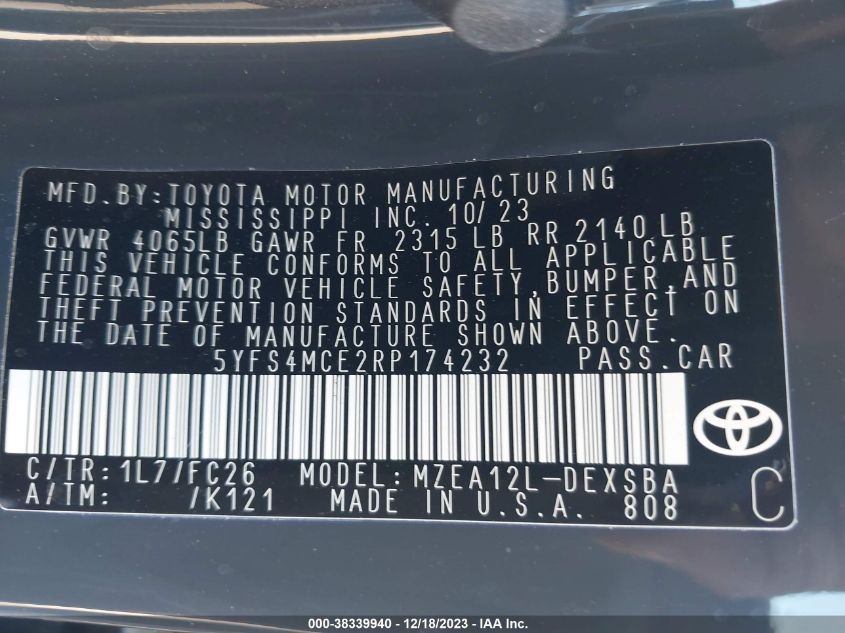 MFD.BY:TOYOTA MOTOR MANUFACTURING
MISSISSIPPI INC. 10/23
GVWR 4065LB GAWR FR 2315LB RR 2140LB
THIS VEHICLE CONFORMS TO ALL APPLICABLE
FEDERAL MOTOR VEHICLE SAFETY,BUMPER,AND
THEFT PREVENTION STANDARDS IN EFFECT ON
THE DATE OF MANUFACTURE SHOWN ABOVE.
5YFS4MCE2RP174232 PASS.CAR
C/TR:1L7/FC26 MODEL:MZEA12L-DEXSBA
A/TM: /K121 MADE IN U.S.A. 808
C
000-38339940 - 12/18/2023 - IAA Inc.